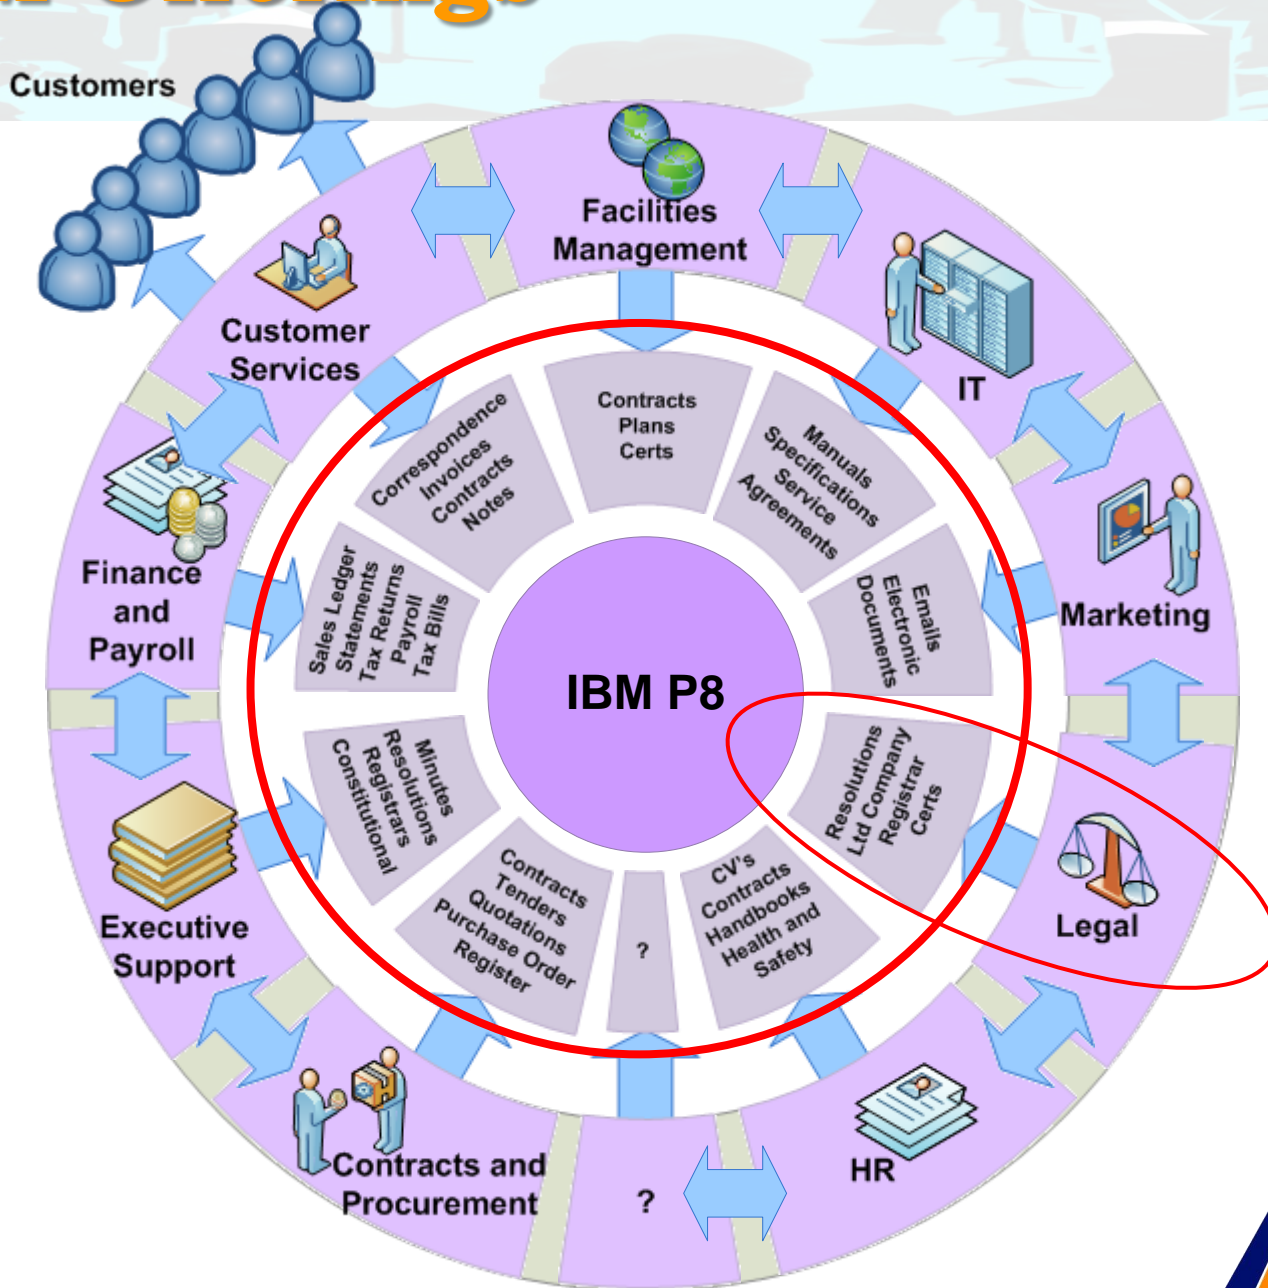 Offerings
Customers
Facilities
Management
Customer
Services
IT
Finance
and
Payroll
Marketing
Executive
Support
Legal
Contracts and
Procurement
?
HR
Contracts
Plans
Certs
Correspondence
Invoices
Contracts
Notes
Manuals
Specifications
Service
Agreements
Sales Ledger
Statements
Tax Returns
Payroll
Tax Bills
Emails
Electronic
Documents
IBM P8
Minutes
Resolutions
Registrars
Constitutional
Resolutions
Ltd Company
Registrar
Certs
Contracts
Tenders
Quotations
Purchase Order
Register
?
CV's
Contracts
Handbooks
Health and
Safety